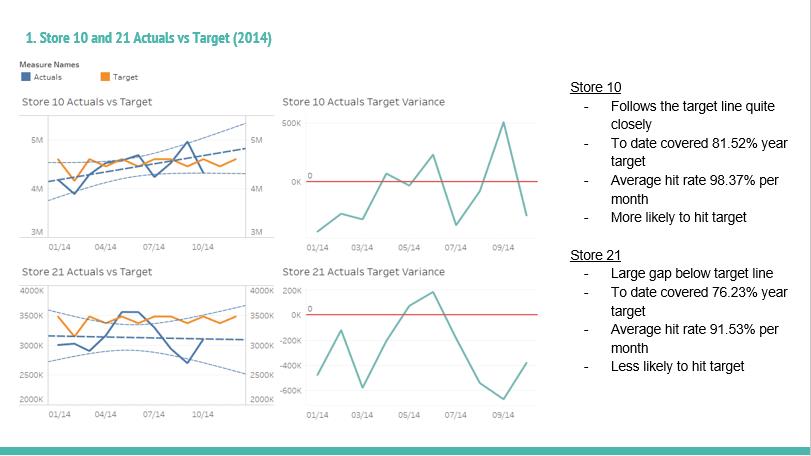 1. Store 10 and 21 Actuals vs Target (2014)
Measure Names
Actuals
Target
Store 10 Actuals vs Target
5M
4M
3M
5M
4M
3M
01/14
04/14
07/14
10/14
Store 10 Actuals Target Variance
500K
0K
0
01/14
03/14
05/14
07/14
09/14
Store 21 Actuals vs Target
4000K
3500K
3000K
2500K
2000K
4000K
3500K
3000K
2500K
2000K
01/14
04/14
07/14
10/14
Store 21 Actuals Target Variance
200K
0K
-200K
-400K
-600K
0
01/14
03/14
05/14
07/14
09/14
Store 10
- Follows the target line quite
closely
- To date covered 81.52% year
target
- Average hit rate 98.37% per
month
- More likely to hit target
Store 21
- Large gap below target line
- To date covered 76.23% year
target
- Average hit rate 91.53% per
month
- Less likely to hit target